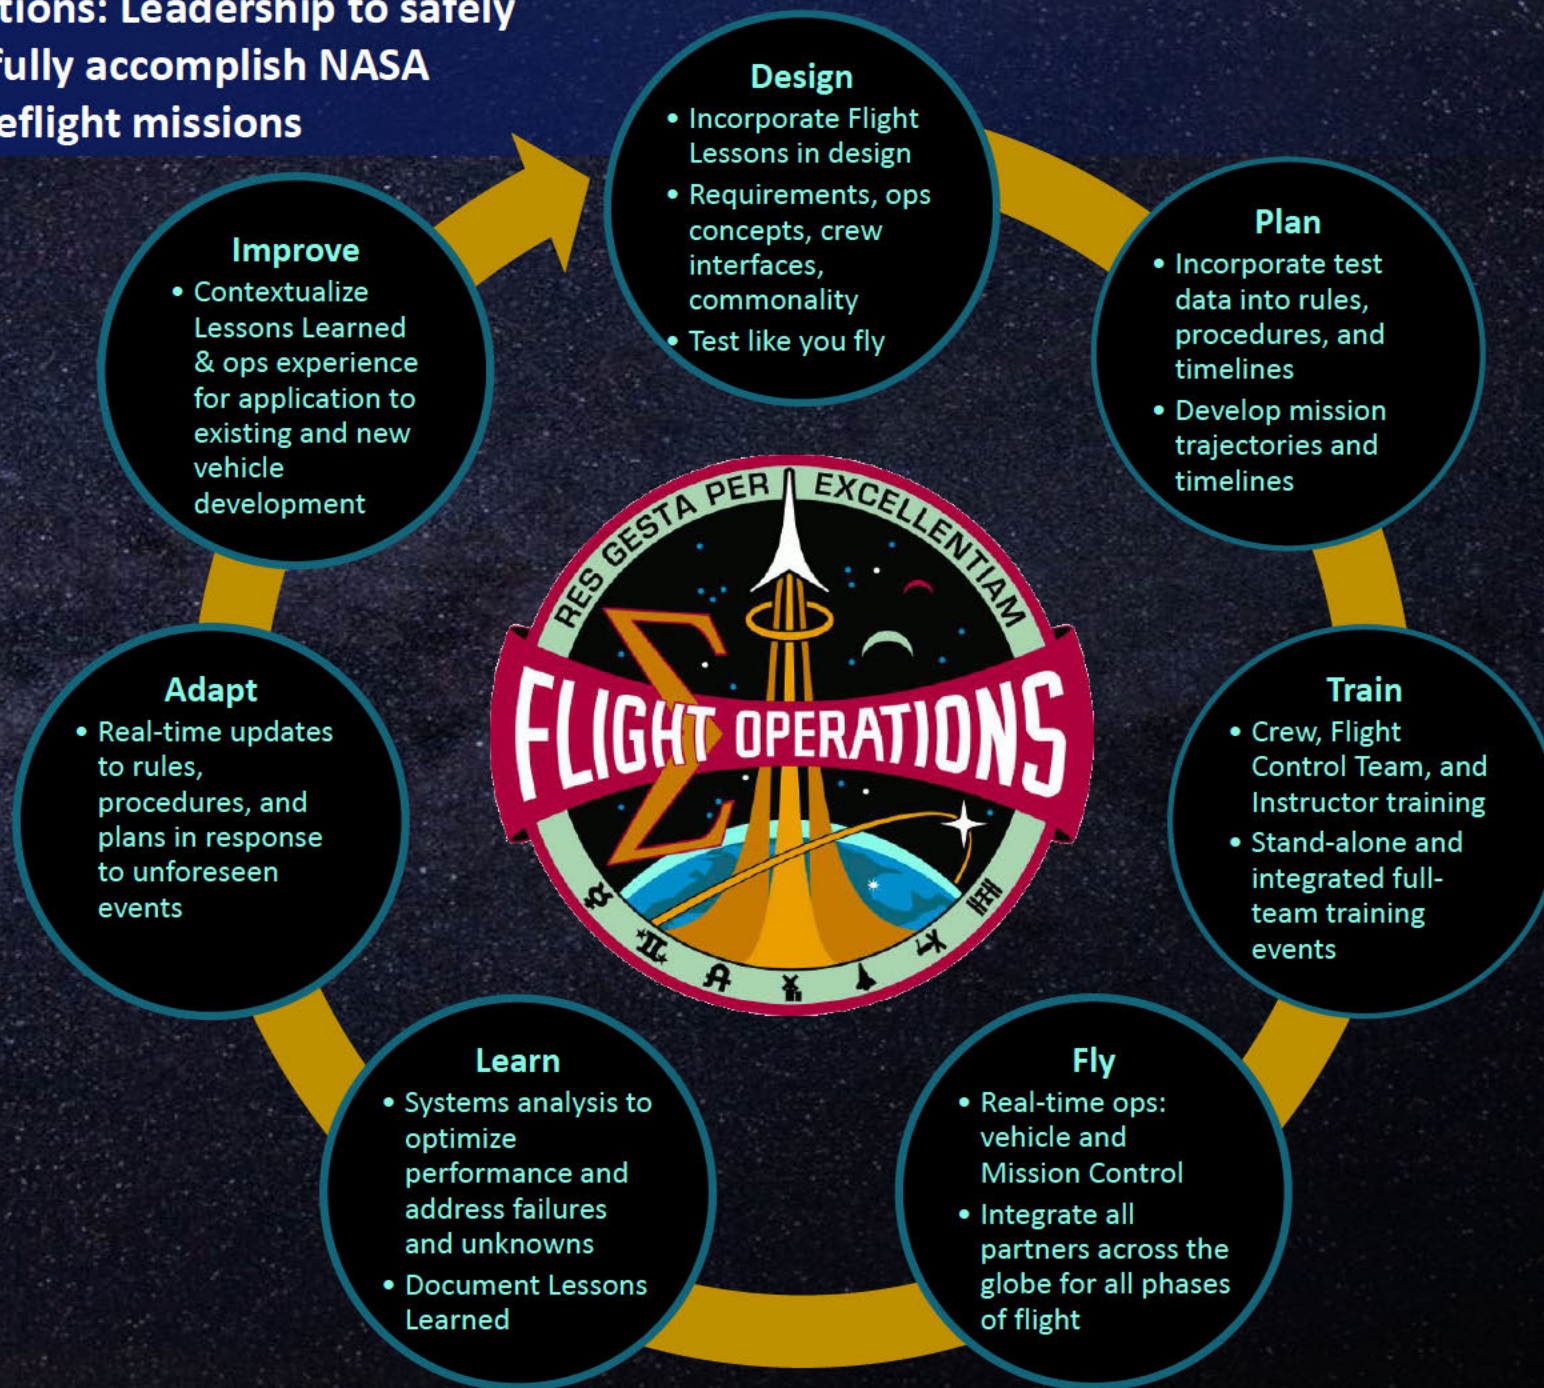 tions: Leadership to safely
fully accomplish NASA
eflight missions
Design
• Incorporate Flight
Lessons in design
• Requirements, ops
concepts, crew
interfaces,
commonality
• Test like you fly
Plan
• Incorporate test
data into rules,
procedures, and
timelines
• Develop mission
trajectories and
timelines
Train
• Crew, Flight
Control Team, and
Instructor training
• Stand-alone and
integrated full-
team training
events
Fly
• Real-time ops:
vehicle and
Mission Control
• Integrate all
partners across the
globe for all phases
of flight
Learn
• Systems analysis to
optimize
performance and
address failures
and unknowns
• Document Lessons
Learned
Adapt
• Real-time updates
to rules,
procedures, and
plans in response
to unforeseen
events
Improve
• Contextualize
Lessons Learned
& ops experience
for application to
existing and new
vehicle
development
RES GESTA PER EXCELLENTIAM
Σ
FLIGHT OPERATIONS